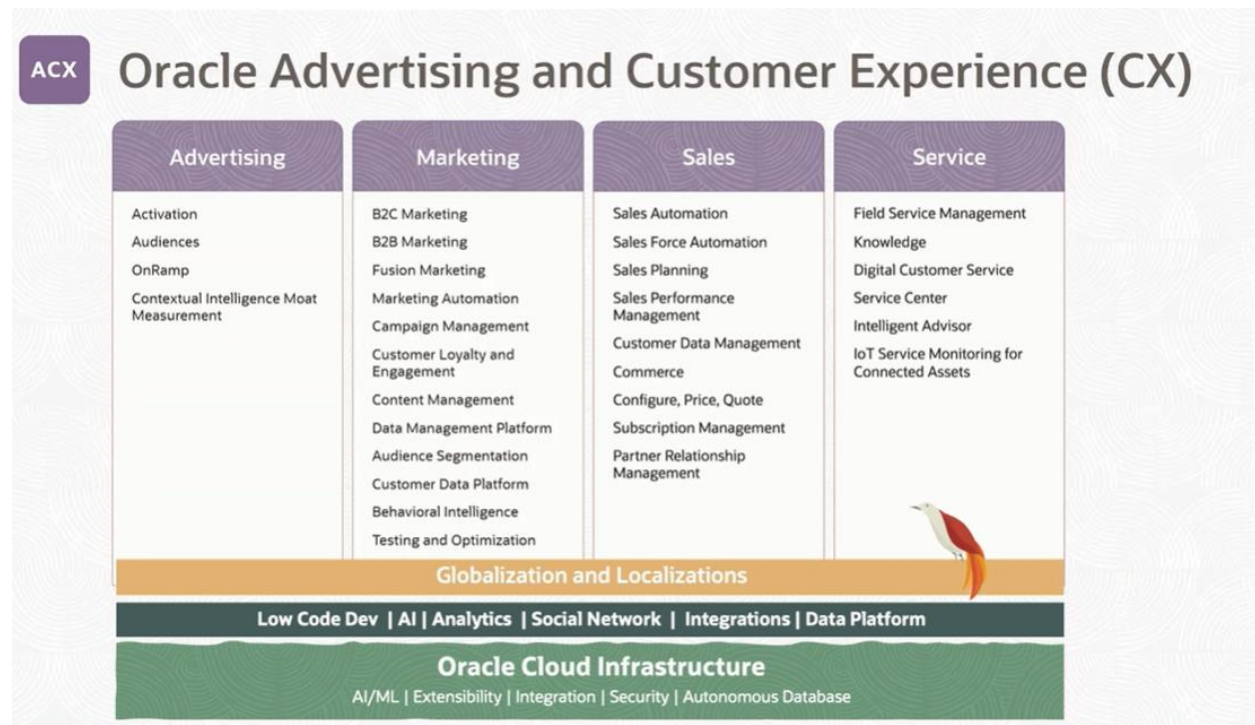 ACX
Oracle Advertising and Customer Experience (CX)
Advertising
Activation
Audiences
OnRamp
Contextual Intelligence Moat
Measurement
Marketing
B2C Marketing
B2B Marketing
Fusion Marketing
Marketing Automation
Campaign Management
Customer Loyalty and
Engagement
Content Management
Data Management Platform
Audience Segmentation
Customer Data Platform
Behavioral Intelligence
Testing and Optimization
Sales
Sales Automation
Sales Force Automation
Sales Planning
Sales Performance
Management
Customer Data Management
Commerce
Configure, Price, Quote
Subscription Management
Partner Relationship
Management
Service
Field Service Management
Knowledge
Digital Customer Service
Service Center
Intelligent Advisor
IoT Service Monitoring for
Connected Assets
Globalization and Localizations
Low Code Dev | AI | Analytics | Social Network | Integrations | Data Platform
Oracle Cloud Infrastructure
AI/ML | Extensibility | Integration | Security | Autonomous Database